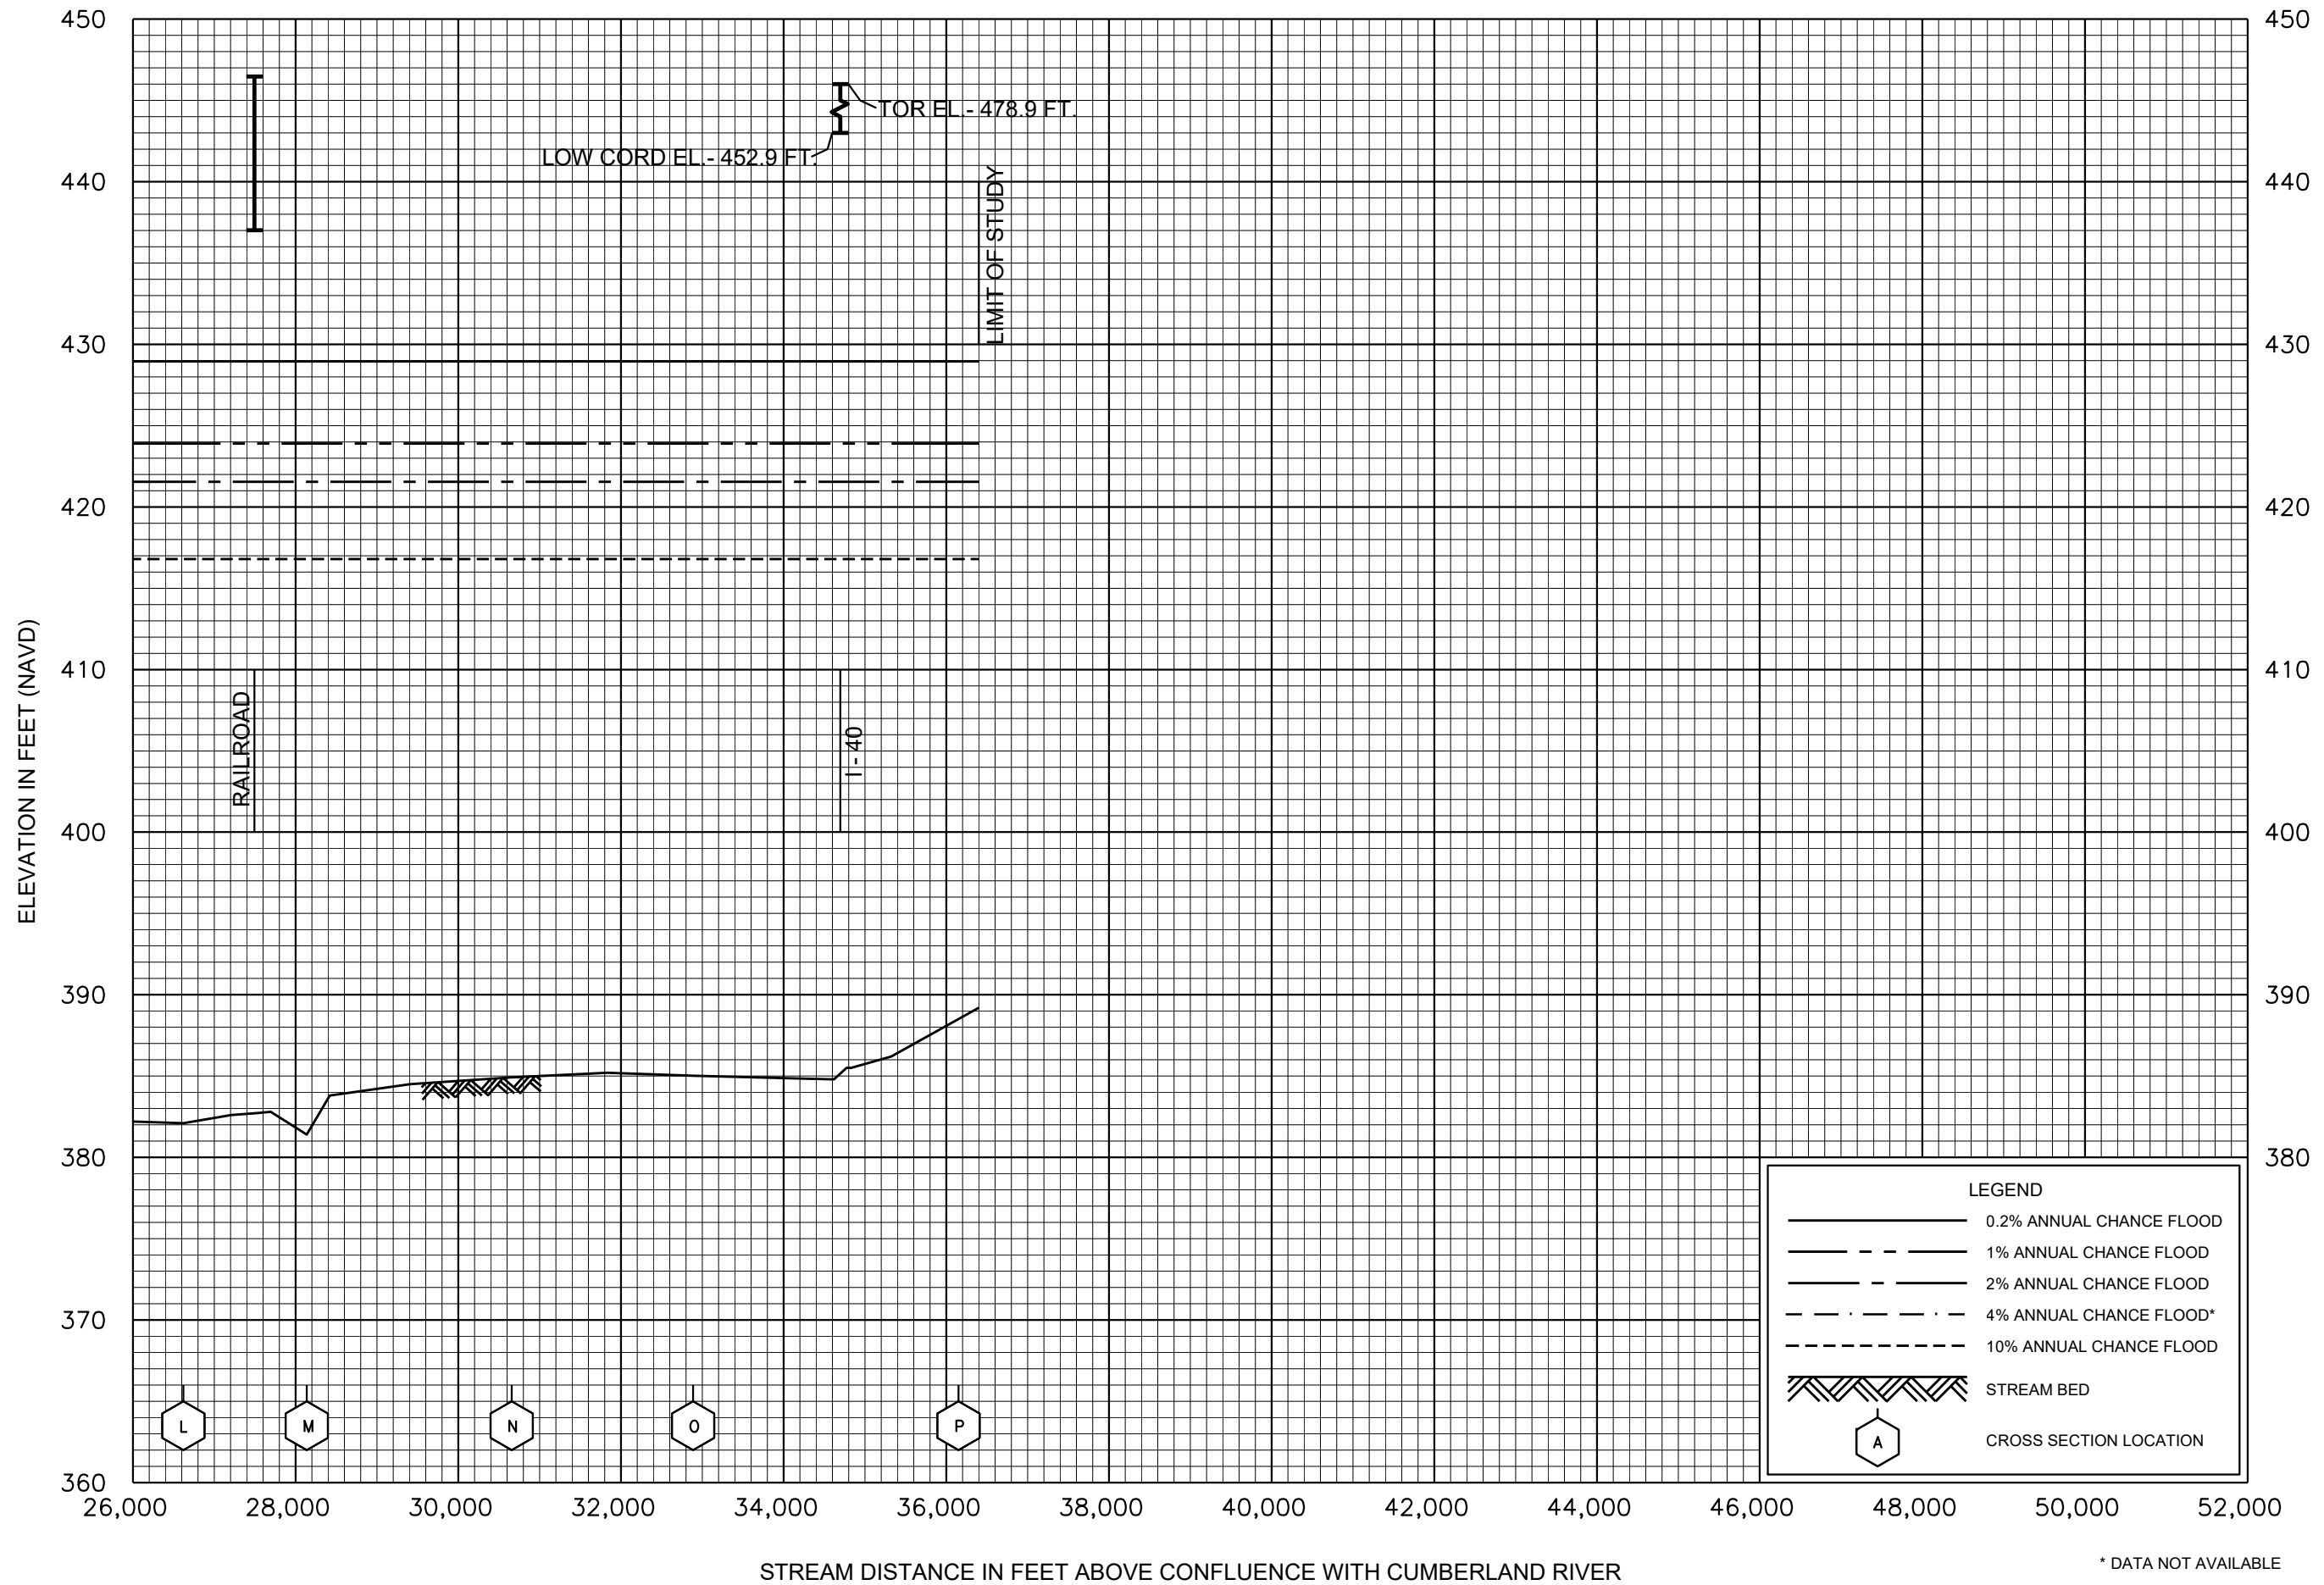 450
450
TOR EL.- 478.9 FT.
LOW CORD EL.- 452.9 FT.
440
440
LIMIT OF STUDY
430
430
420
420
410
410
RAILROAD
I-40
ELEVATION IN FEET (NAVD)
400
400
390
390
380
380
LEGEND
0.2% ANNUAL CHANCE FLOOD
1% ANNUAL CHANCE FLOOD
2% ANNUAL CHANCE FLOOD
4% ANNUAL CHANCE FLOOD*
10% ANNUAL CHANCE FLOOD
STREAM BED
A
CROSS SECTION LOCATION
370
370
L M N O P
360
26,000 28,000 30,000 32,000 34,000 36,000 38,000 40,000 42,000 44,000 46,000 48,000 50,000 52,000
STREAM DISTANCE IN FEET ABOVE CONFLUENCE WITH CUMBERLAND RIVER
* DATA NOT AVAILABLE